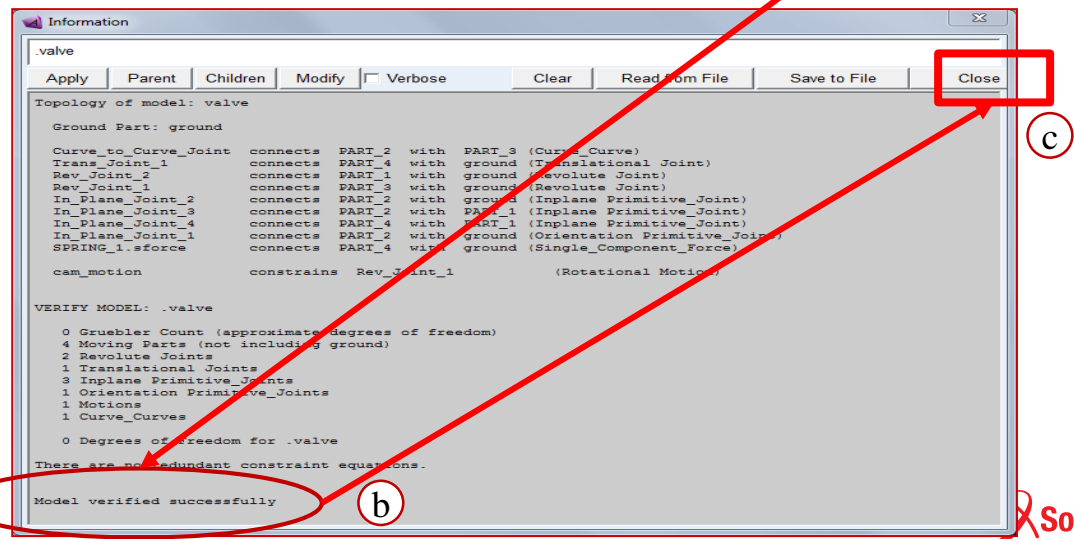 Information
.valve
Apply Parent Children Modify Verbose Clear Read from File Save to File Close
Topology of model: valve
Ground Part: ground
Curve_to_Curve_Joint connects PART_2 with PART_3 (Curve_Curve)
Trans_Joint_1 connects PART_4 with ground (Translational Joint)
Rev_Joint_2 connects PART_1 with ground (Revolute Joint)
Rev_Joint_1 connects PART_3 with ground (Revolute Joint)
In_Plane_Joint_2 connects PART_2 with ground (Inplane Primitive_Joint)
In_Plane_Joint_3 connects PART_2 with PART_1 (Inplane Primitive_Joint)
In_Plane_Joint_4 connects PART_4 with PART_1 (Inplane Primitive_Joint)
In_Plane_Joint_1 connects PART_2 with ground (Orientation Primitive_Joint)
SPRING_1.sforce connects PART_4 with ground (Single_Component_Force)
cam_motion constrains Rev_Joint_1 (Rotational Motion)
VERIFY MODEL: .valve
0 Gruebler Count (approximate degrees of freedom)
4 Moving Parts (not including ground)
2 Revolute Joints
1 Translational Joints
3 Inplane Primitive_Joints
1 Orientation Primitive_Joints
1 Motions
1 Curve_Curves
0 Degrees of Freedom for .valve
There are no redundant constraint equations.
Model verified successfully
c
b
So